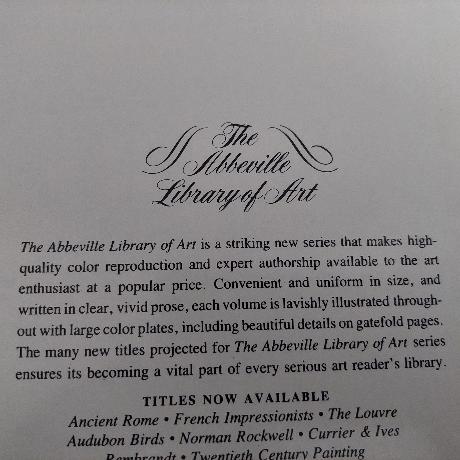 The
Abbeville
Library of Art
The Abbeville Library of Art is a striking new series that makes high-
quality color reproduction and expert authorship available to the art
enthusiast at a popular price. Convenient and uniform in size, and
written in clear, vivid prose, each volume is lavishly illustrated through-
out with large color plates, including beautiful details on gatefold pages.
The many new titles projected for The Abbeville Library of Art series
ensures its becoming a vital part of every serious art reader's library.
TITLES NOW AVAILABLE
Ancient Rome • French Impressionists • The Louvre
Audubon Birds • Norman Rockwell • Currier & Ives
Rembrandt • Twentieth Century Painting